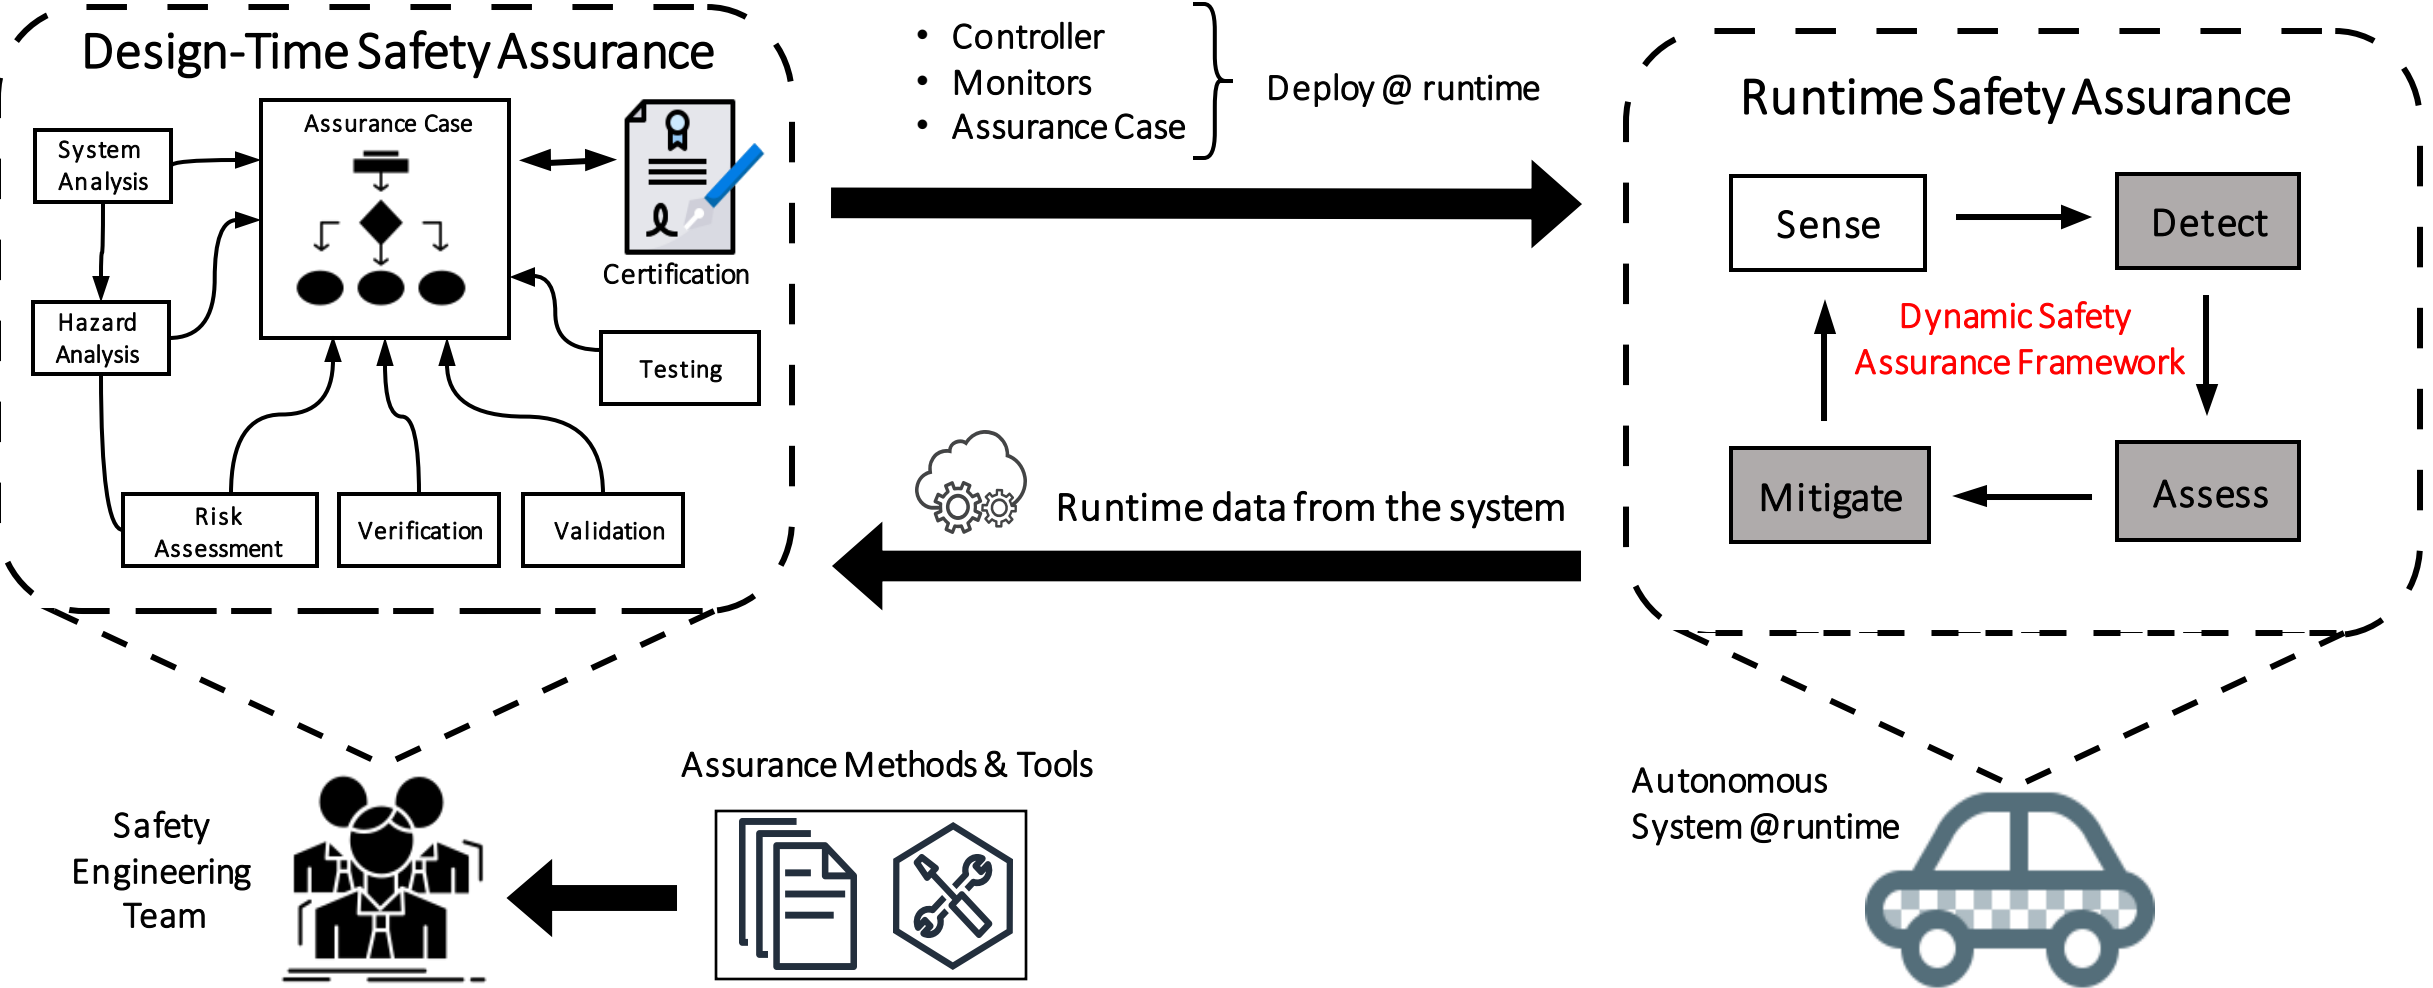 Design-Time Safety Assurance
Assurance Case
System
Analysis
Hazard
Analysis
Certification
Testing
Risk
Assessment
Verification
Validation
• Controller
• Monitors
• Assurance Case
Deploy @ runtime
Runtime data from the system
Runtime Safety Assurance
Sense
Detect
Dynamic Safety
Assurance Framework
Mitigate
Assess
Safety
Engineering
Team
Assurance Methods & Tools
Autonomous
System @runtime